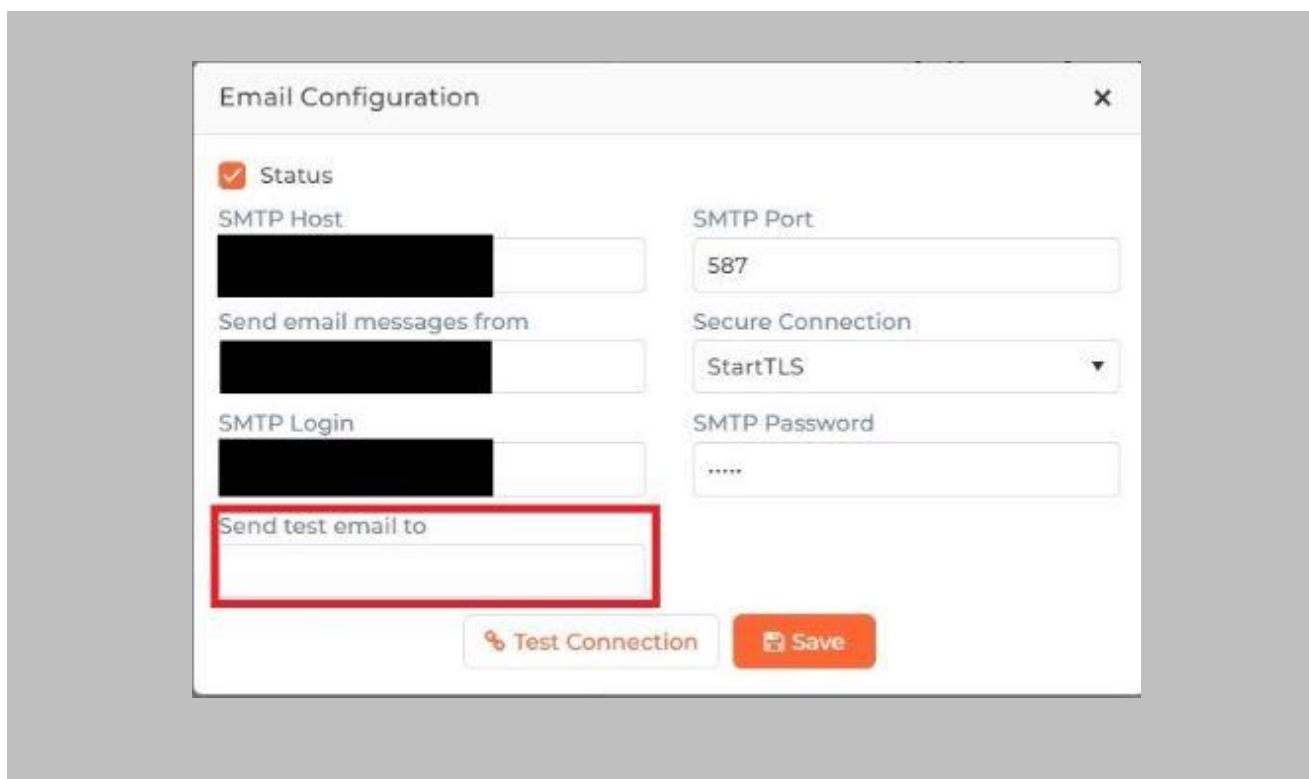 Email Configuration
Status
SMTP Host
SMTP Port
587
Send email messages from
Secure Connection
StartTLS
SMTP Login
SMTP Password
·····
Send test email to
Test Connection
Save